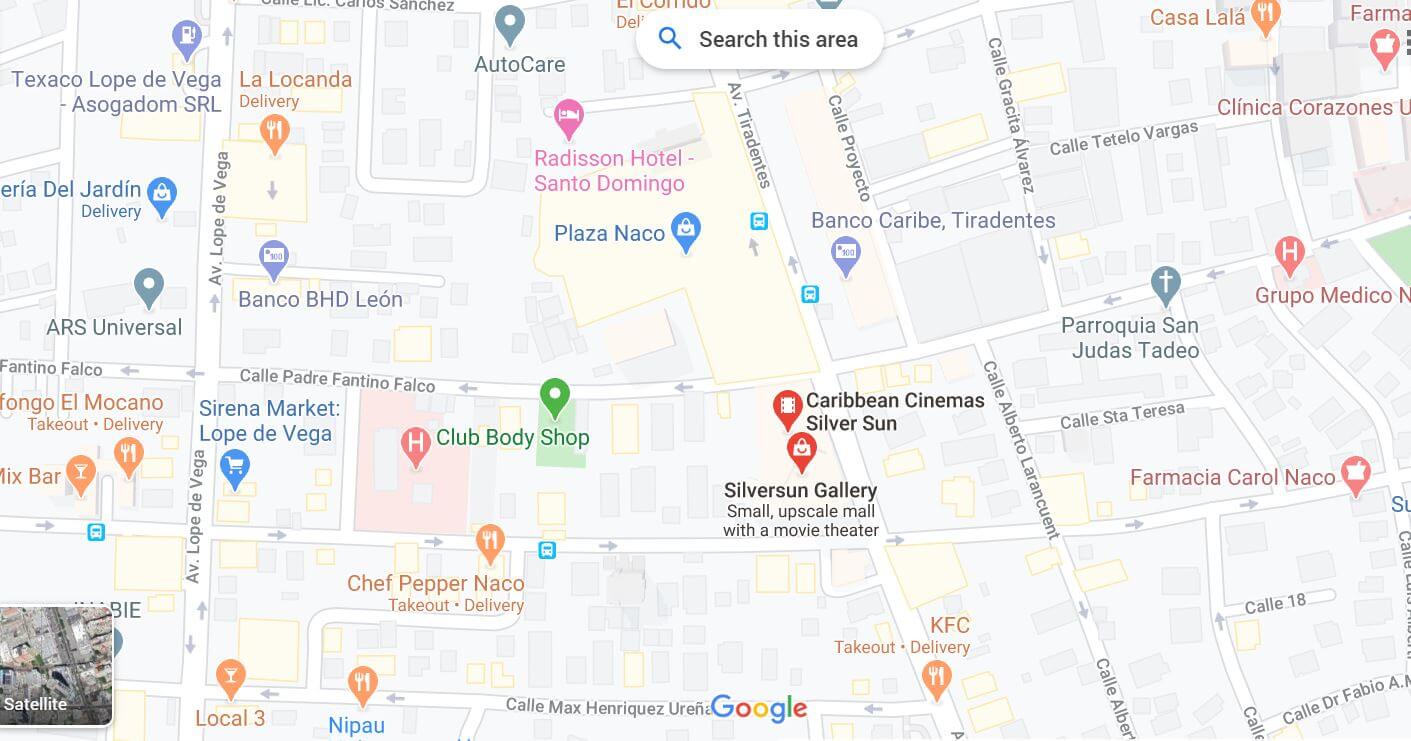 Calle Lic. Carlos Sánchez
El Corrido
Search this area
Casa Lalá
Farma
Texaco Lope de Vega
- Asogadom SRL
La Locanda
Delivery
AutoCare
Av. Tiradentes
Calle Proyecto
Calle Gracita Álvarez
Clínica Corazones U
Calle Tetelo Vargas
Radisson Hotel -
Santo Domingo
ería Del Jardín
Delivery
Av. Lope de Vega
Plaza Naco
Banco Caribe, Tiradentes
Banco BHD León
Grupo Medico N
ARS Universal
Parroquia San
Judas Tadeo
Fantino Falco
Calle Padre Fantino Falco
fongo El Mocano
Takeout • Delivery
Sirena Market:
Lope de Vega
Club Body Shop
Caribbean Cinemas
Silver Sun
Calle Alberto Larancuent
Calle Sta Teresa
Mix Bar
Silversun Gallery
Small, upscale mall
with a movie theater
Farmacia Carol Naco
Su
Av. Lope de Vega
Chef Pepper Naco
Takeout • Delivery
KFC
Takeout • Delivery
Calle 18
Satellite
Local 3
Nipau
Calle Max Henriquez Ureña
Google
Calle Albert
Calle Dr Fabio A.M